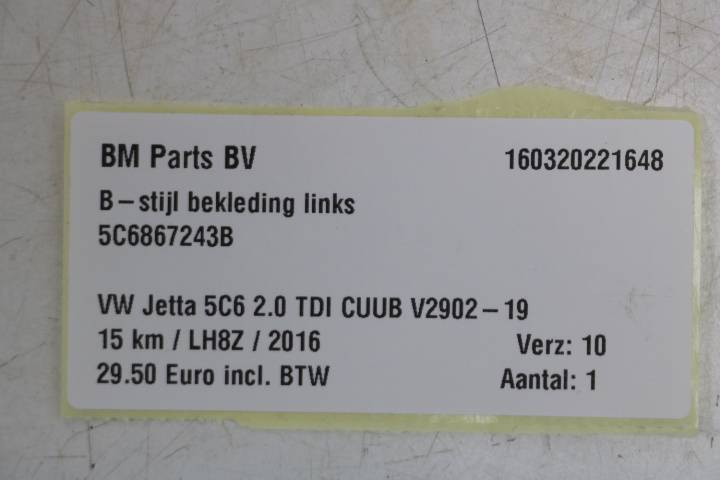 BM Parts BV 160320221648
B-stijl bekleding links
5C6867243B
VW Jetta 5C6 2.0 TDI CUUB V2902-19
15 km / LH8Z / 2016 Verz: 10
29.50 Euro incl. BTW Aantal: 1